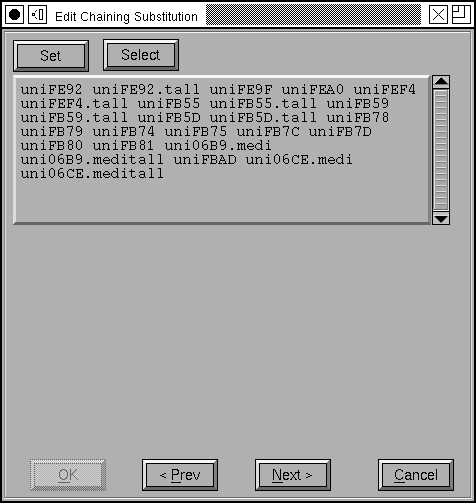 Edit Chaining Substitution
Set Select
uniFE92 uniFE92.tall uniFE9F uniFEA0 uniFEF4
uniFEF4.tall uniFB55 uniFB55.tall uniFB59
uniFB59.tall uniFB5D uniFB5D.tall uniFB78
uniFB79 uniFB74 uniFB75 uniFB7C uniFB7D
uniFB80 uniFB81 uni06B9.medi
uni06B9.meditall uniFBAD uni06CE.medi
uni06CE.meditall
OK < Prev Next > Cancel